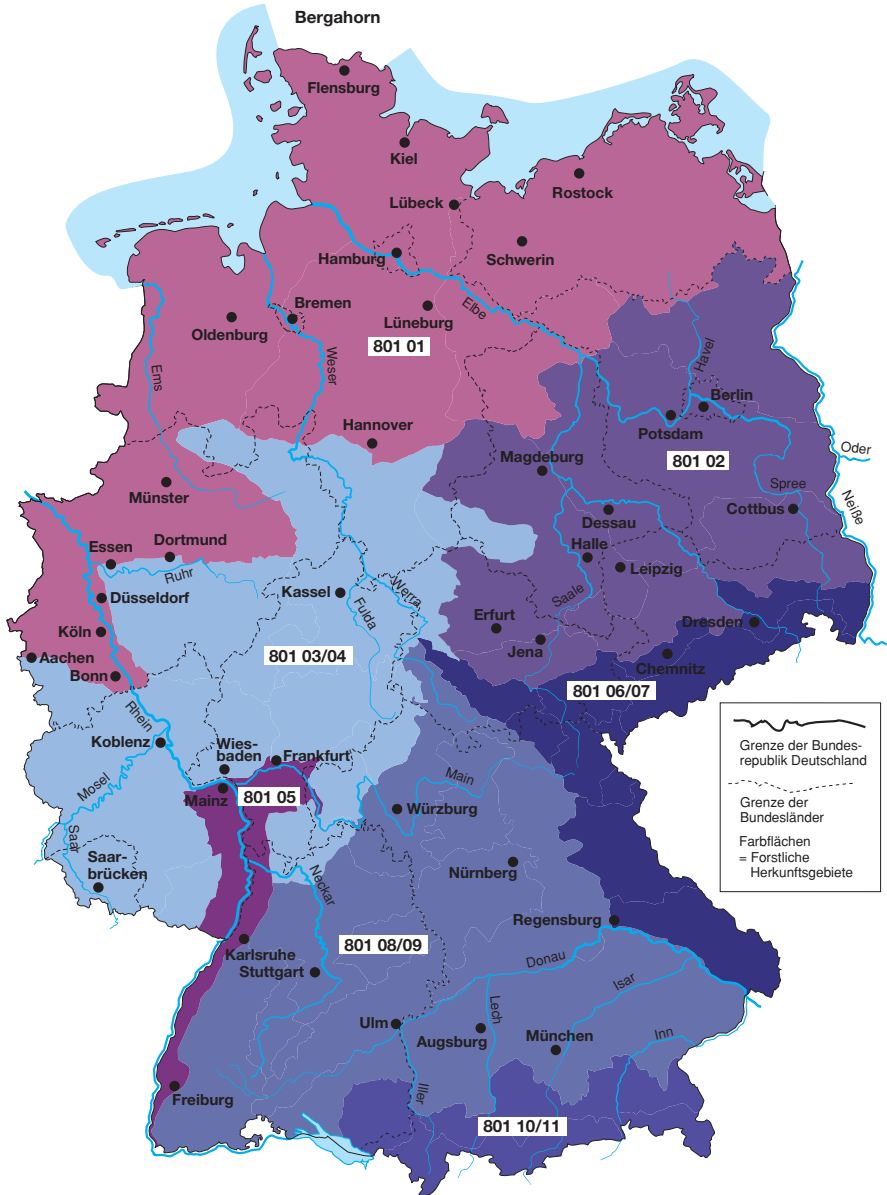 Bergahorn
Flensburg
Kiel
Rostock
Lübeck
Schwerin
Hamburg
Elbe
Bremen
Lüneburg
Oldenburg
801 01
Weser
Ems
Havel
Berlin
Hannover
Potsdam
Magdeburg
801 02
Oder
Spree
Münster
Cottbus
Neiße
Dessau
Dortmund
Essen
Halle
Ruhr
Leipzig
Düsseldorf
Kassel
Werra
Fulda
Saale
Erfurt
Dresden
Köln
Jena
801 03/04
Chemnitz
Aachen
Bonn
801 06/07
Rhein
Koblenz
Wies-
baden
Frankfurt
Mosel
Main
Mainz
801 05
Würzburg
Saar
Saar-
brücken
Nürnberg
Neckar
Regensburg
801 08/09
Karlsruhe
Stuttgart
Donau
Isar
Lech
Ulm
Augsburg
München
Inn
Iller
Freiburg
801 10/11
Grenze der Bundes-
republik Deutschland
Grenze der
Bundesländer
Farbflächen
= Forstliche
Herkunftsgebiete